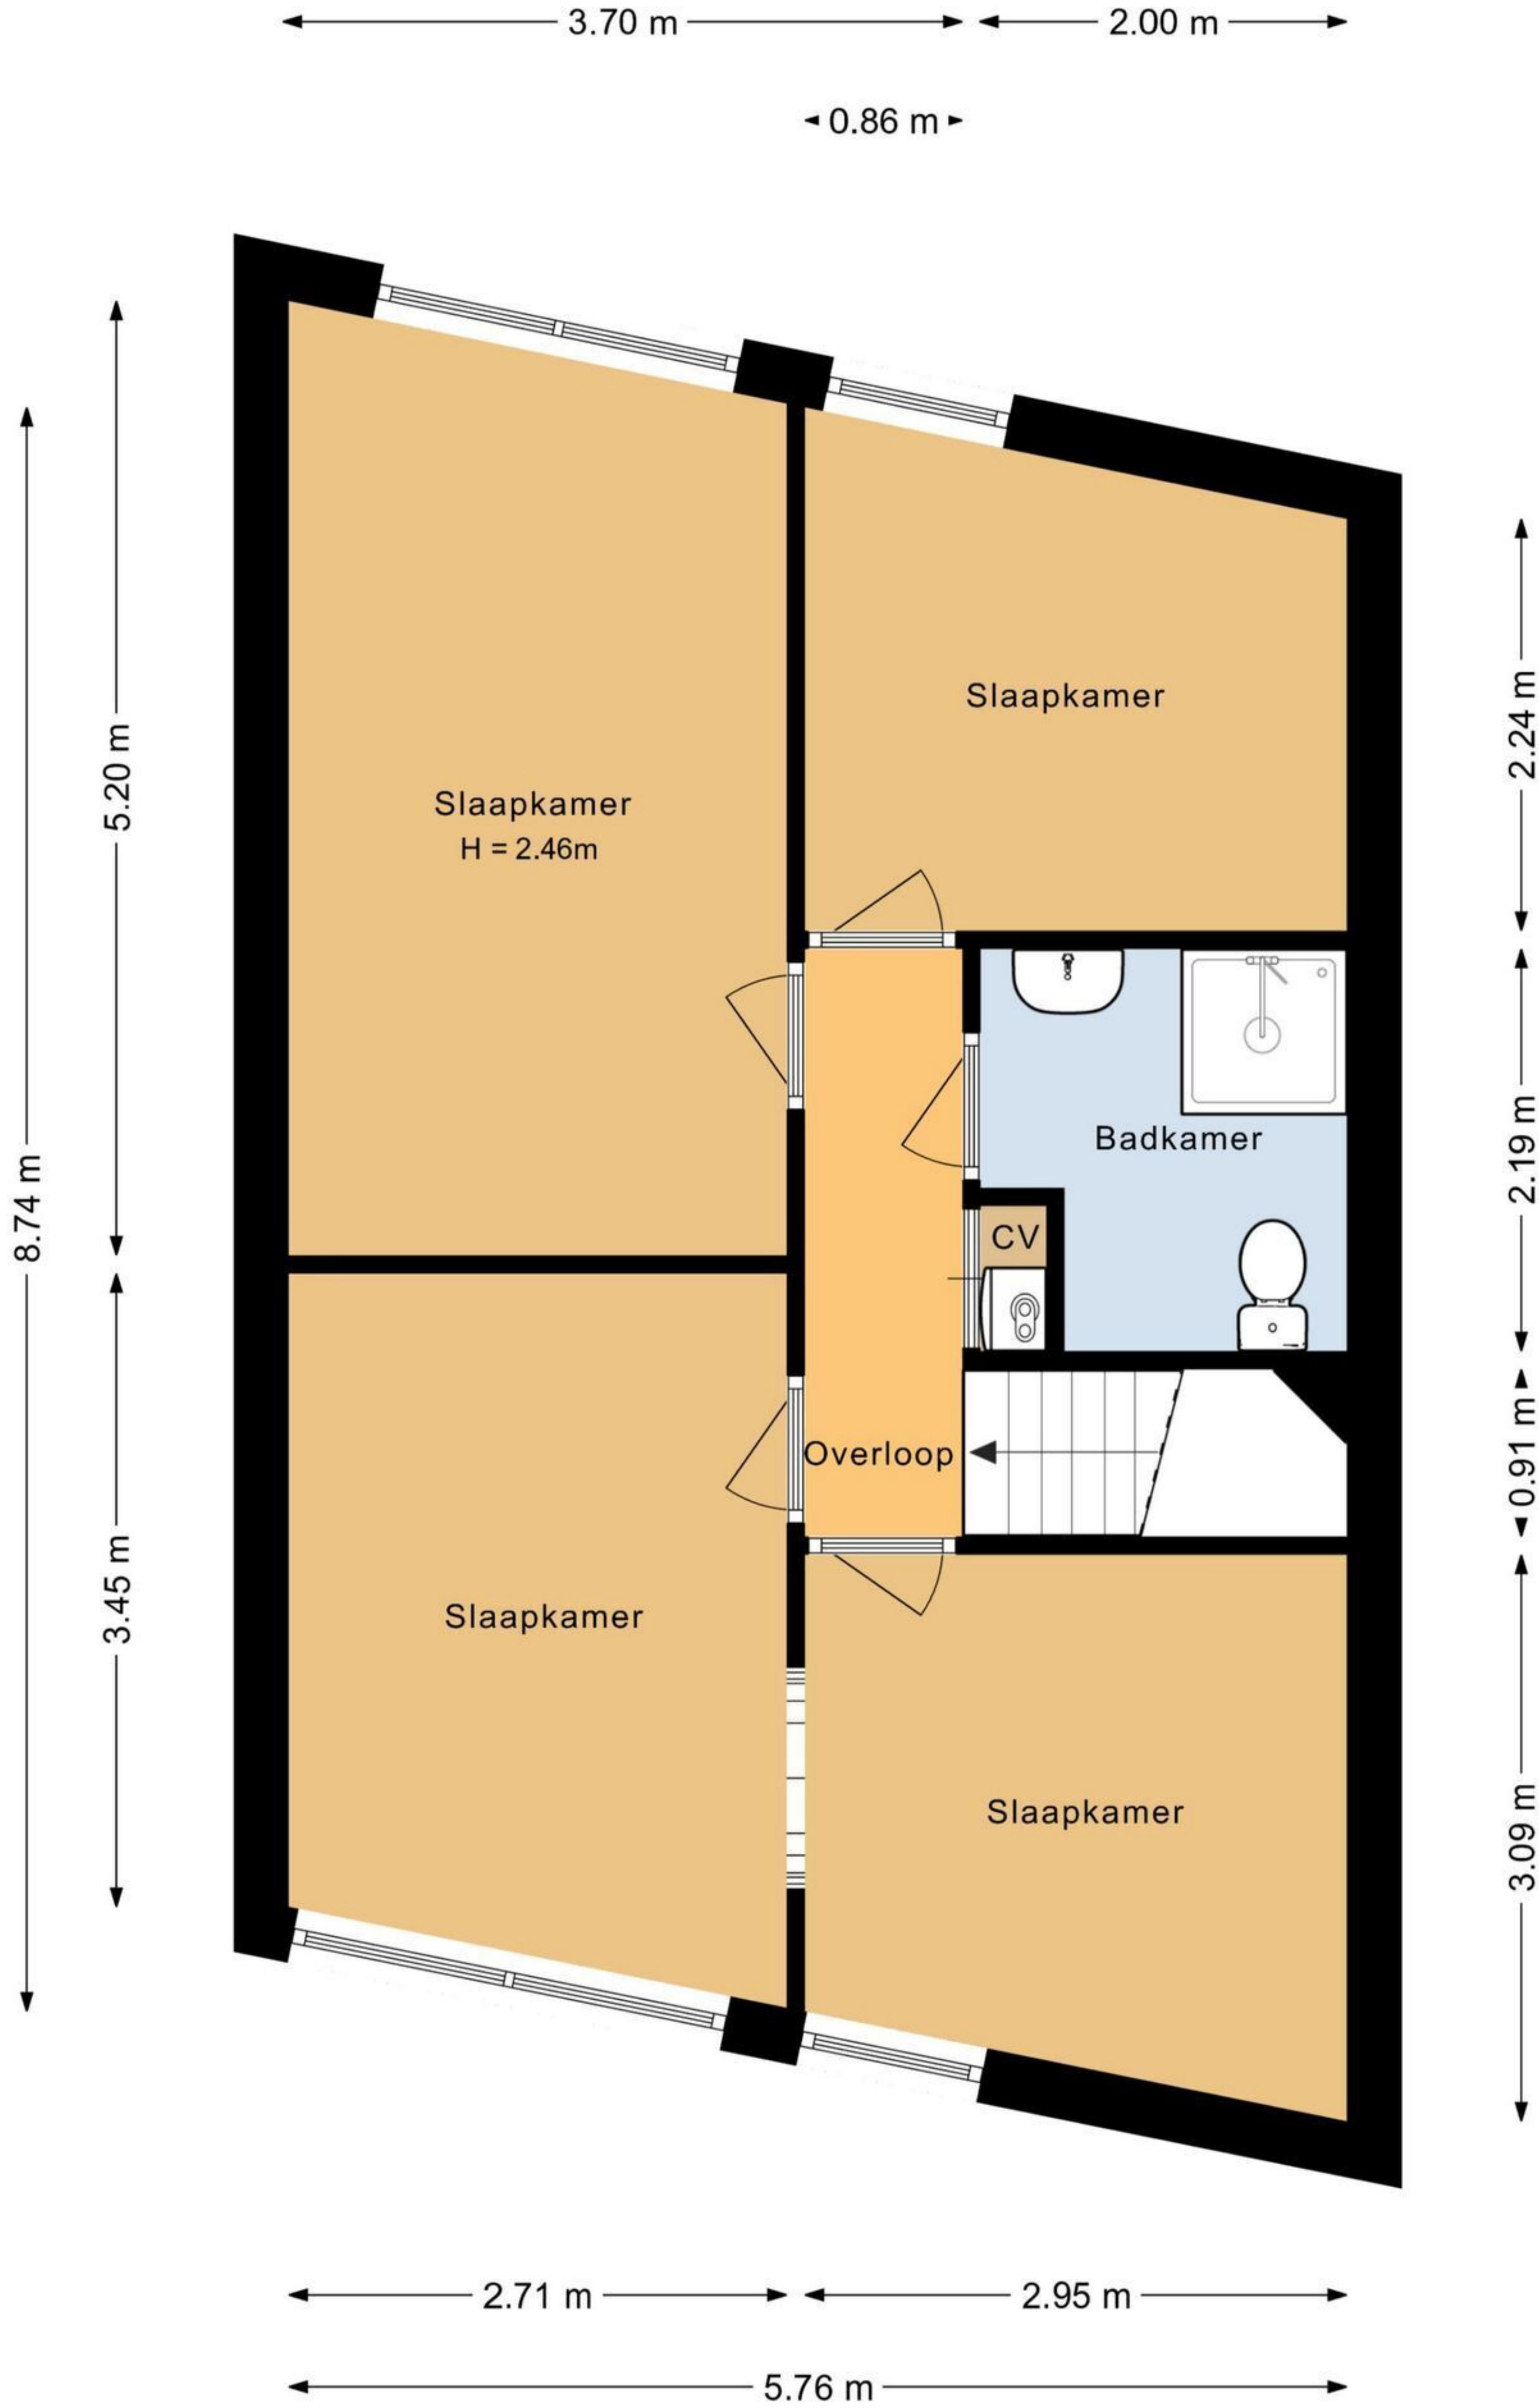 3.70 m
2.00 m
0.86 m
Slaapkamer
Slaapkamer
H = 2.46m
5.20 m
2.24 m
8.74 m
Badkamer
2.19 m
CV
Overloop
0.91 m
3.45 m
Slaapkamer
Slaapkamer
3.09 m
2.71 m
2.95 m
5.76 m